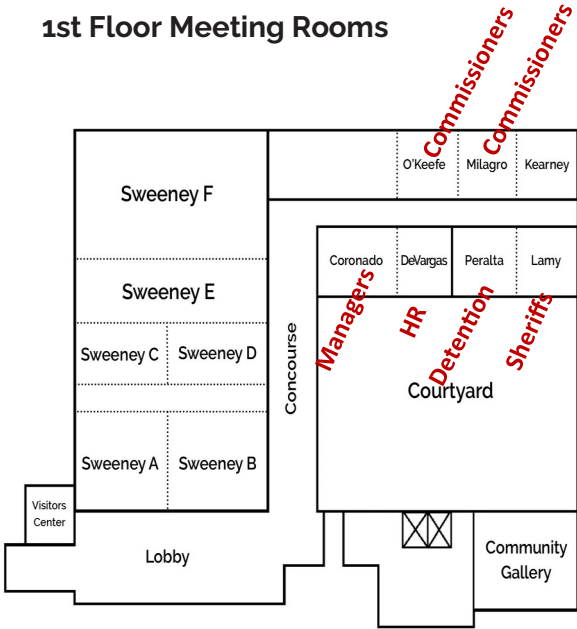 1st Floor Meeting Rooms
Commissioners
Commissioners
O'Keefe
Milagro
Kearney
Sweeney F
Coronado
DeVargas
Peralta
Lamy
Sweeney E
Managers
HR
Detention
Sheriffs
Sweeney C
Sweeney D
Concourse
Courtyard
Sweeney A
Sweeney B
Visitors
Center
Lobby
Community
Gallery